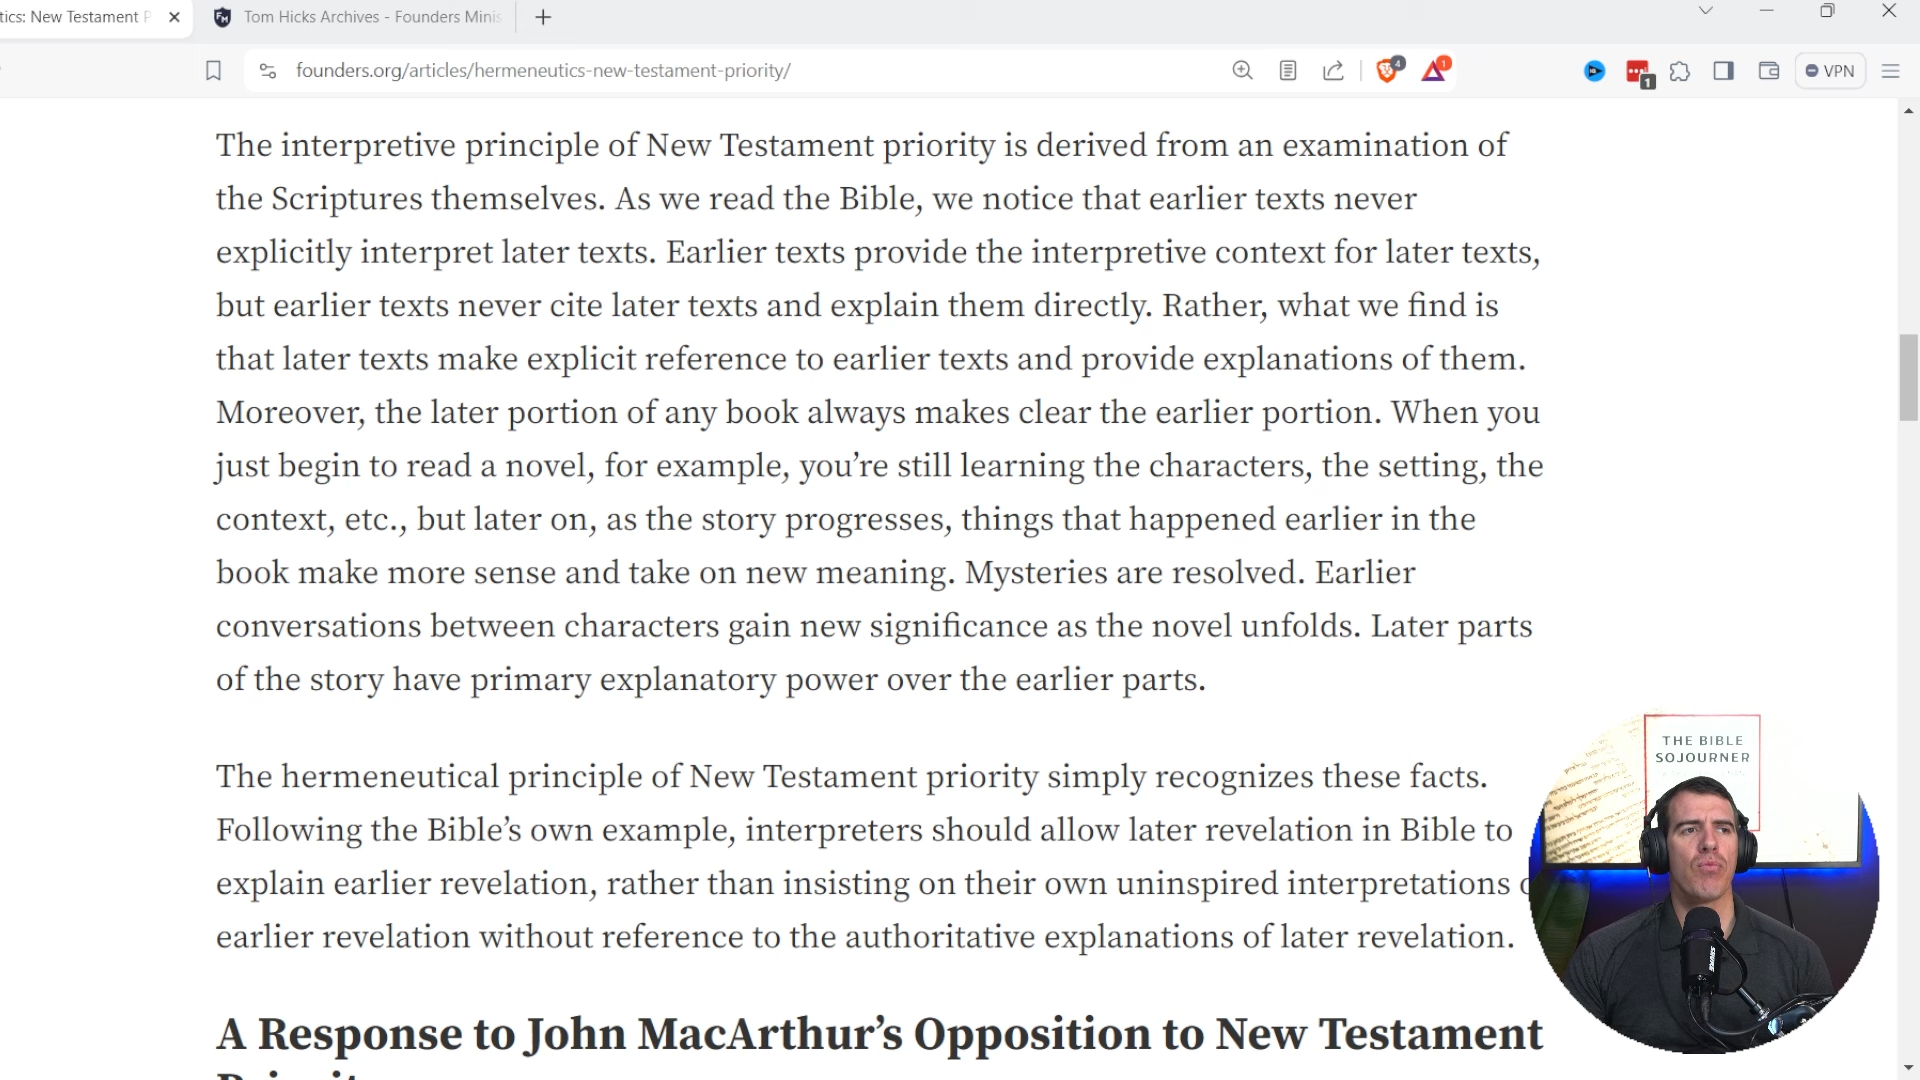 tics: New Testament P
Tom Hicks Archives - Founders Minis
founders.org/articles/hermeneutics-new-testament-priority/
4
1
1
VPN
The interpretive principle of New Testament priority is derived from an examination of
the Scriptures themselves. As we read the Bible, we notice that earlier texts never
explicitly interpret later texts. Earlier texts provide the interpretive context for later texts,
but earlier texts never cite later texts and explain them directly. Rather, what we find is
that later texts make explicit reference to earlier texts and provide explanations of them.
Moreover, the later portion of any book always makes clear the earlier portion. When you
just begin to read a novel, for example, you’re still learning the characters, the setting, the
context, etc., but later on, as the story progresses, things that happened earlier in the
book make more sense and take on new meaning. Mysteries are resolved. Earlier
conversations between characters gain new significance as the novel unfolds. Later parts
of the story have primary explanatory power over the earlier parts.
The hermeneutical principle of New Testament priority simply recognizes these facts.
Following the Bible’s own example, interpreters should allow later revelation in Bible to
explain earlier revelation, rather than insisting on their own uninspired interpretations
earlier revelation without reference to the authoritative explanations of later revelation.
A Response to John MacArthur’s Opposition to New Testament
THE BIBLE
SOJOURNER
SHURE